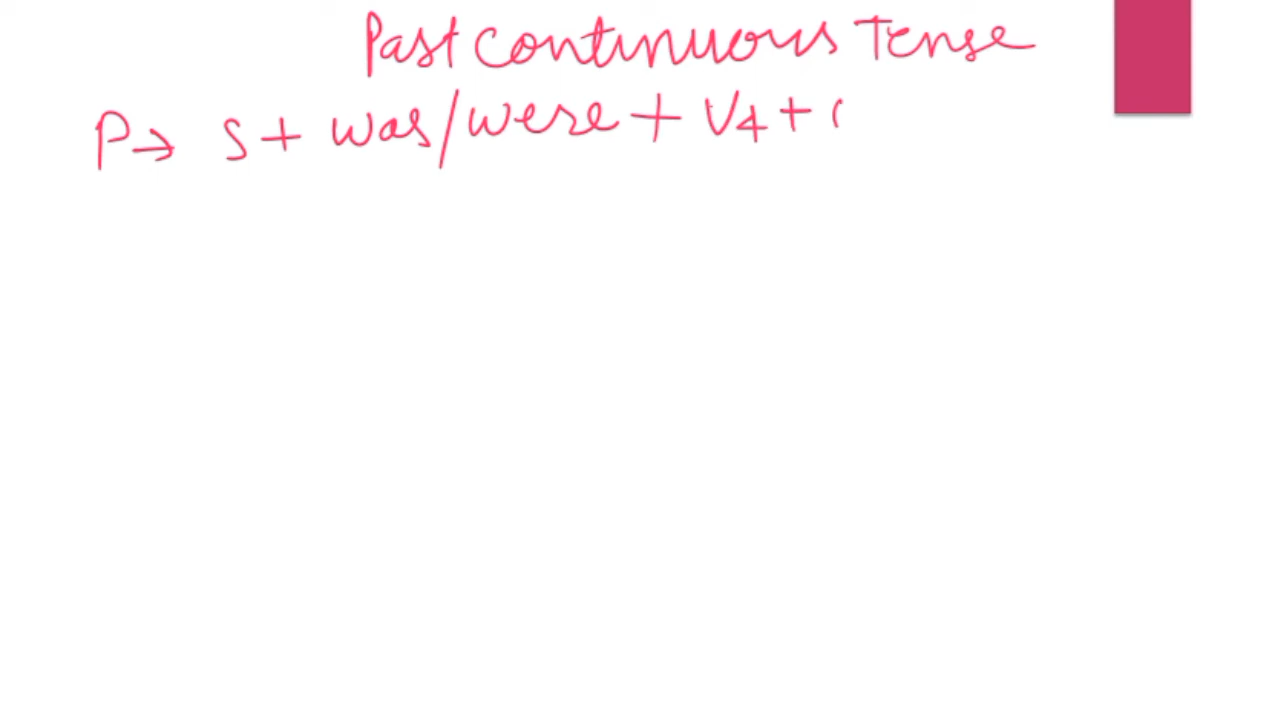 Past continuous Tense
P→ S + was/were + V4 +